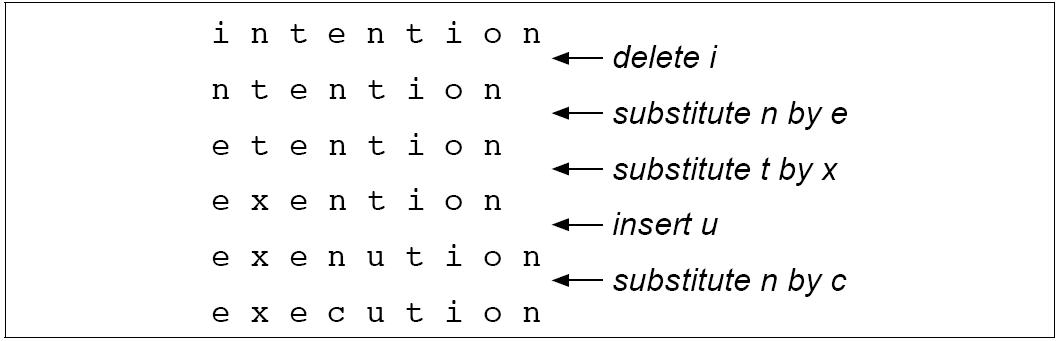 i n t e n t i o n
delete i
n t e n t i o n
substitute n by e
e t e n t i o n
substitute t by x
e x e n t i o n
insert u
e x e n u t i o n
substitute n by c
e x e c u t i o n